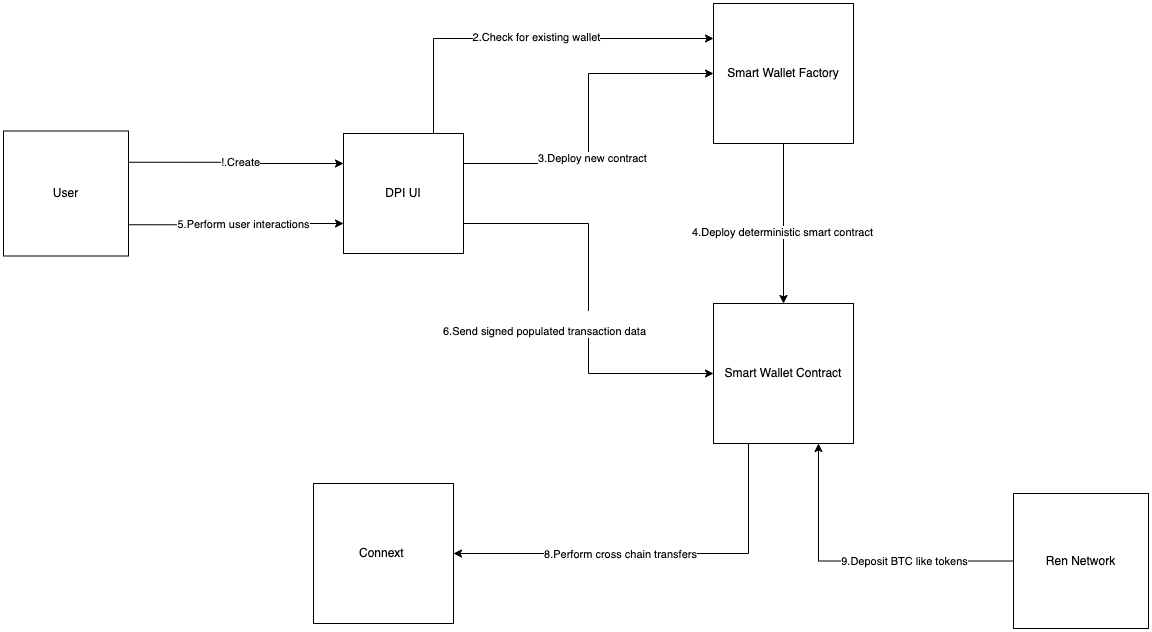 2.Check for existing wallet
Smart Wallet Factory
3.Deploy new contract
!.Create
User
DPI UI
5.Perform user interactions
4.Deploy deterministic smart contract
6.Send signed populated transaction data
Smart Wallet Contract
Connext
8.Perform cross chain transfers
9.Deposit BTC like tokens
Ren Network